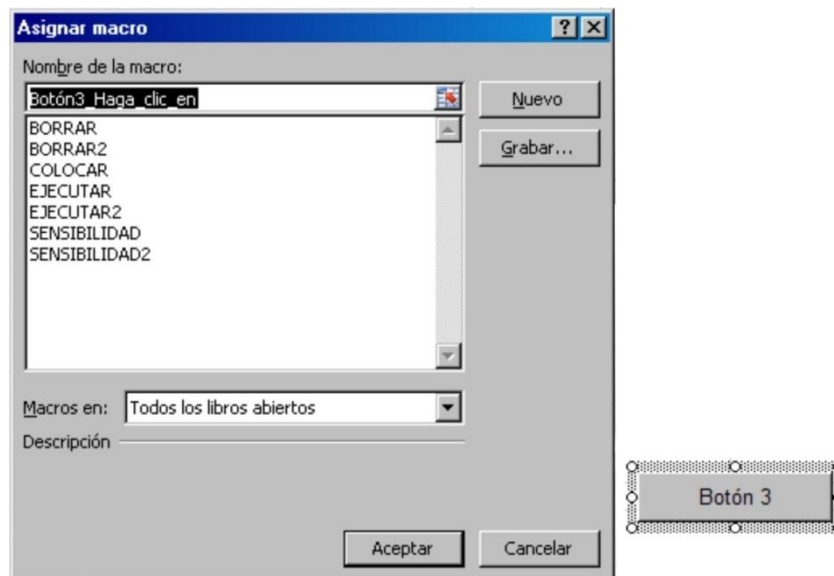 Asignar macro
Nombre de la macro:
Botón3_Haga_clic_en
Nuevo
BORRAR
BORRAR2
COLOCAR
EJECUTAR
EJECUTAR2
SENSIBILIDAD
SENSIBILIDAD2
Grabar...
Macros en:
Todos los libros abiertos
Descripción
Aceptar
Cancelar
Botón 3